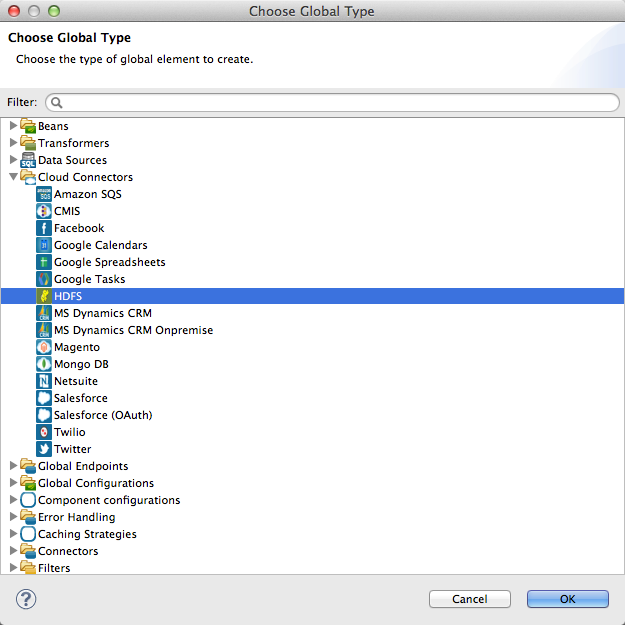 Choose Global Type
Choose Global Type
Choose the type of global element to create.
Filter:
Beans
Transformers
SQL Data Sources
Cloud Connectors
Amazon SQS
CMIS
Facebook
Google Calendars
Google Spreadsheets
Google Tasks
HDFS
CRM MS Dynamics CRM
CRM MS Dynamics CRM Onpremise
Magento
Mongo DB
Netsuite
Salesforce
Salesforce (OAuth)
Twilio
Twitter
Global Endpoints
Global Configurations
Component configurations
Error Handling
Caching Strategies
Connectors
Filters
? Cancel OK